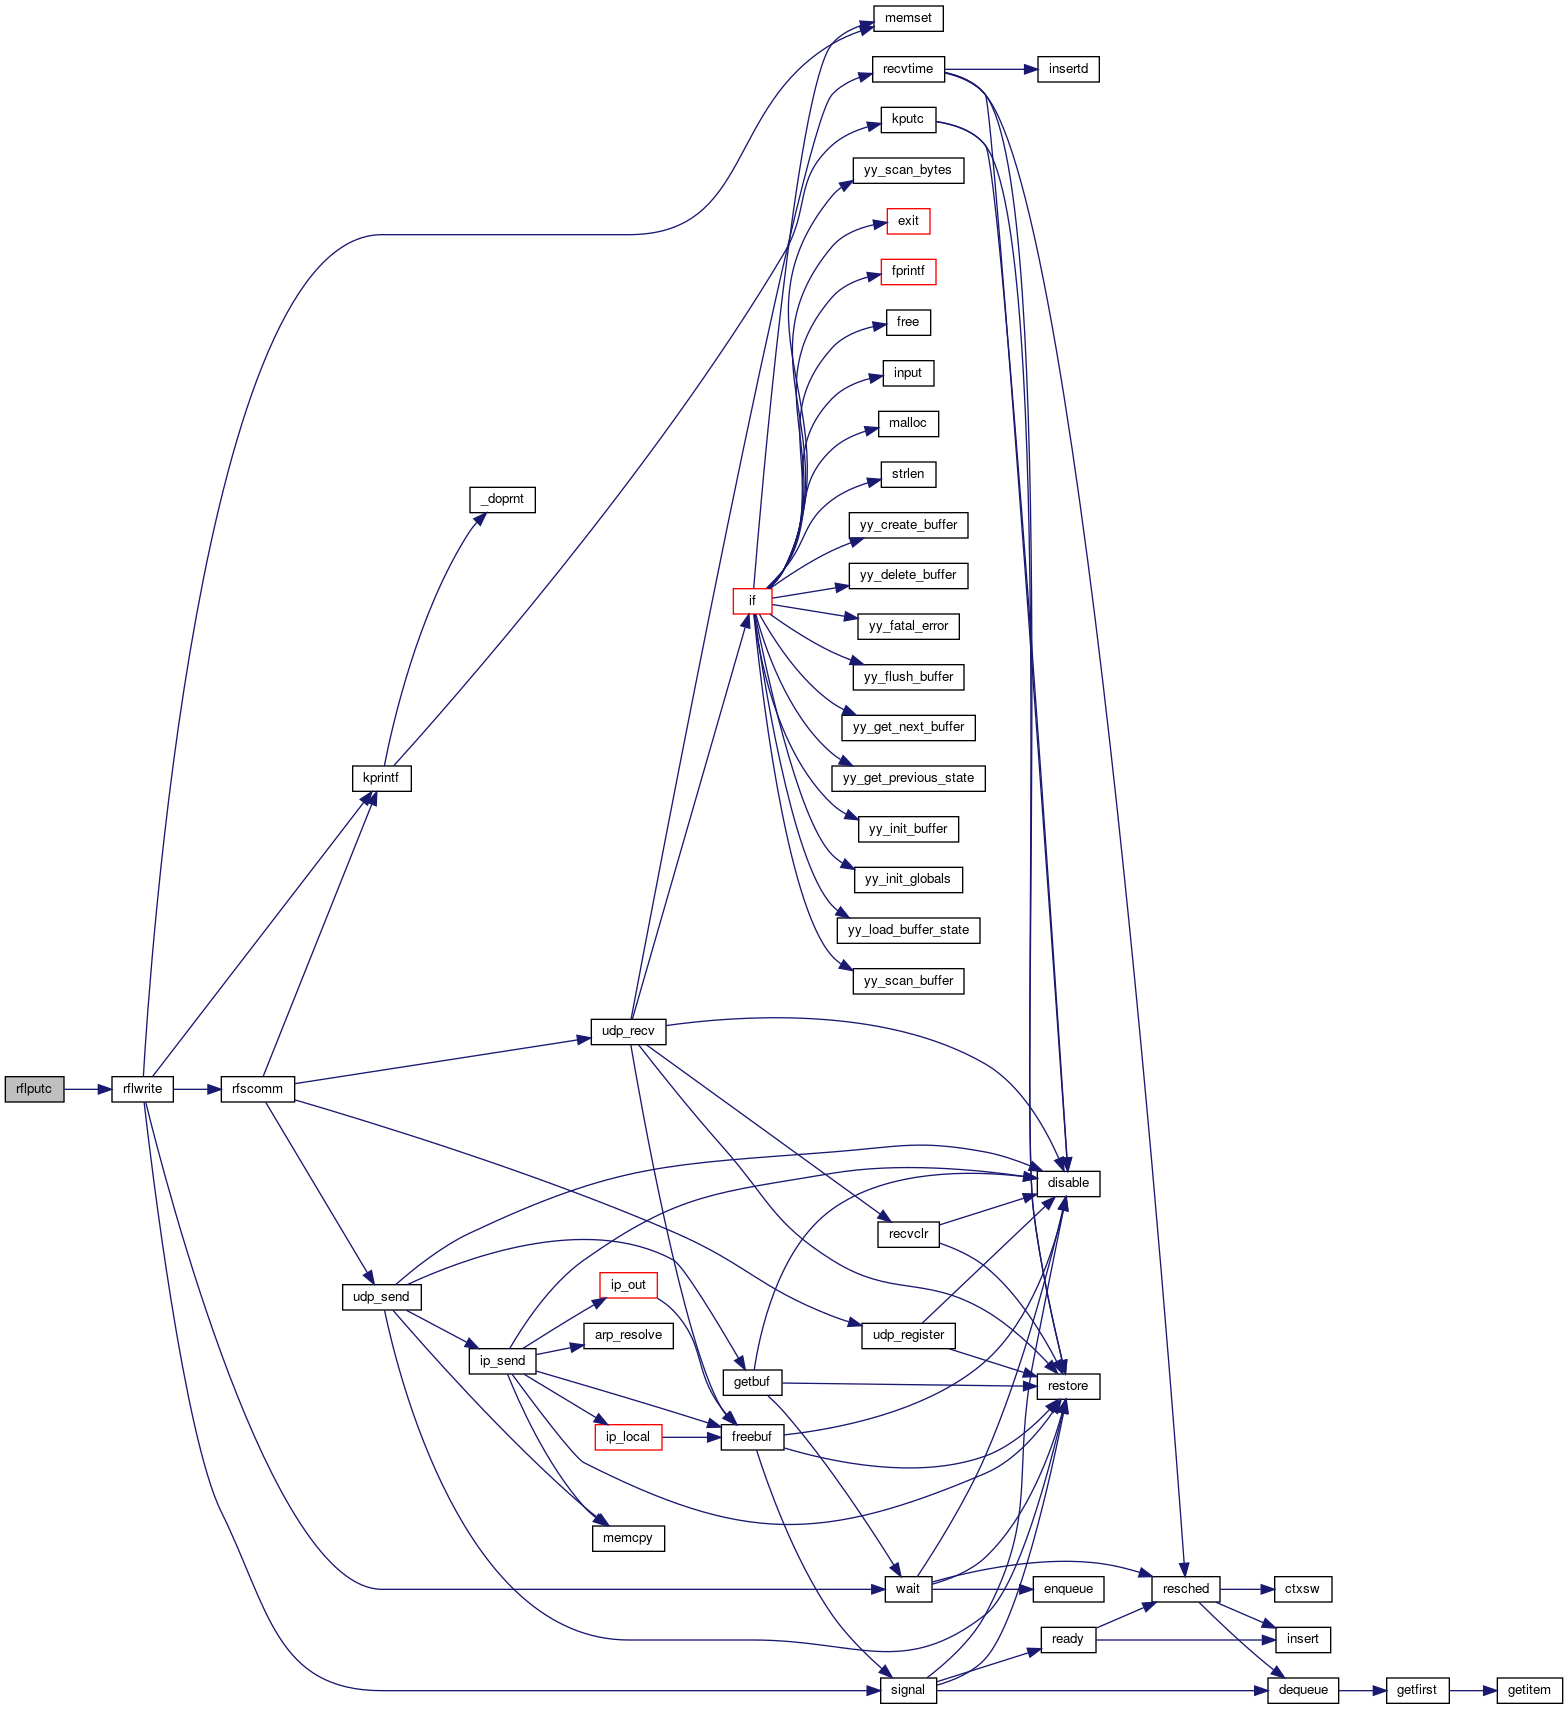 memset
recvtime
insertd
kputc
yy_scan_bytes
exit
fprintf
free
input
malloc
strlen
_doprnt
yy_create_buffer
yy_delete_buffer
if
yy_fatal_error
yy_flush_buffer
yy_get_next_buffer
kprintf
yy_get_previous_state
yy_init_buffer
yy_init_globals
yy_load_buffer_state
yy_scan_buffer
udp_recv
rflputc
rflwrite
rfscomm
disable
recvclr
ip_out
udp_send
arp_resolve
udp_register
ip_send
getbuf
restore
ip_local
freebuf
memcpy
wait
enqueue
resched
ctxsw
ready
insert
signal
dequeue
getfirst
getitem